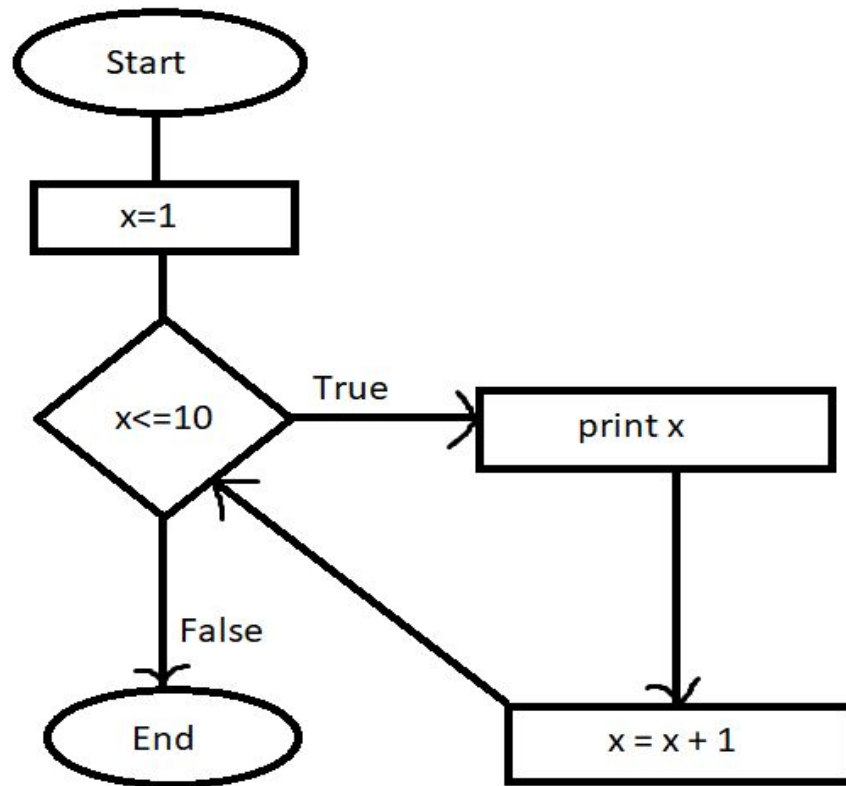 Start
x=1
x<=10
True
print x
False
End
x = x + 1